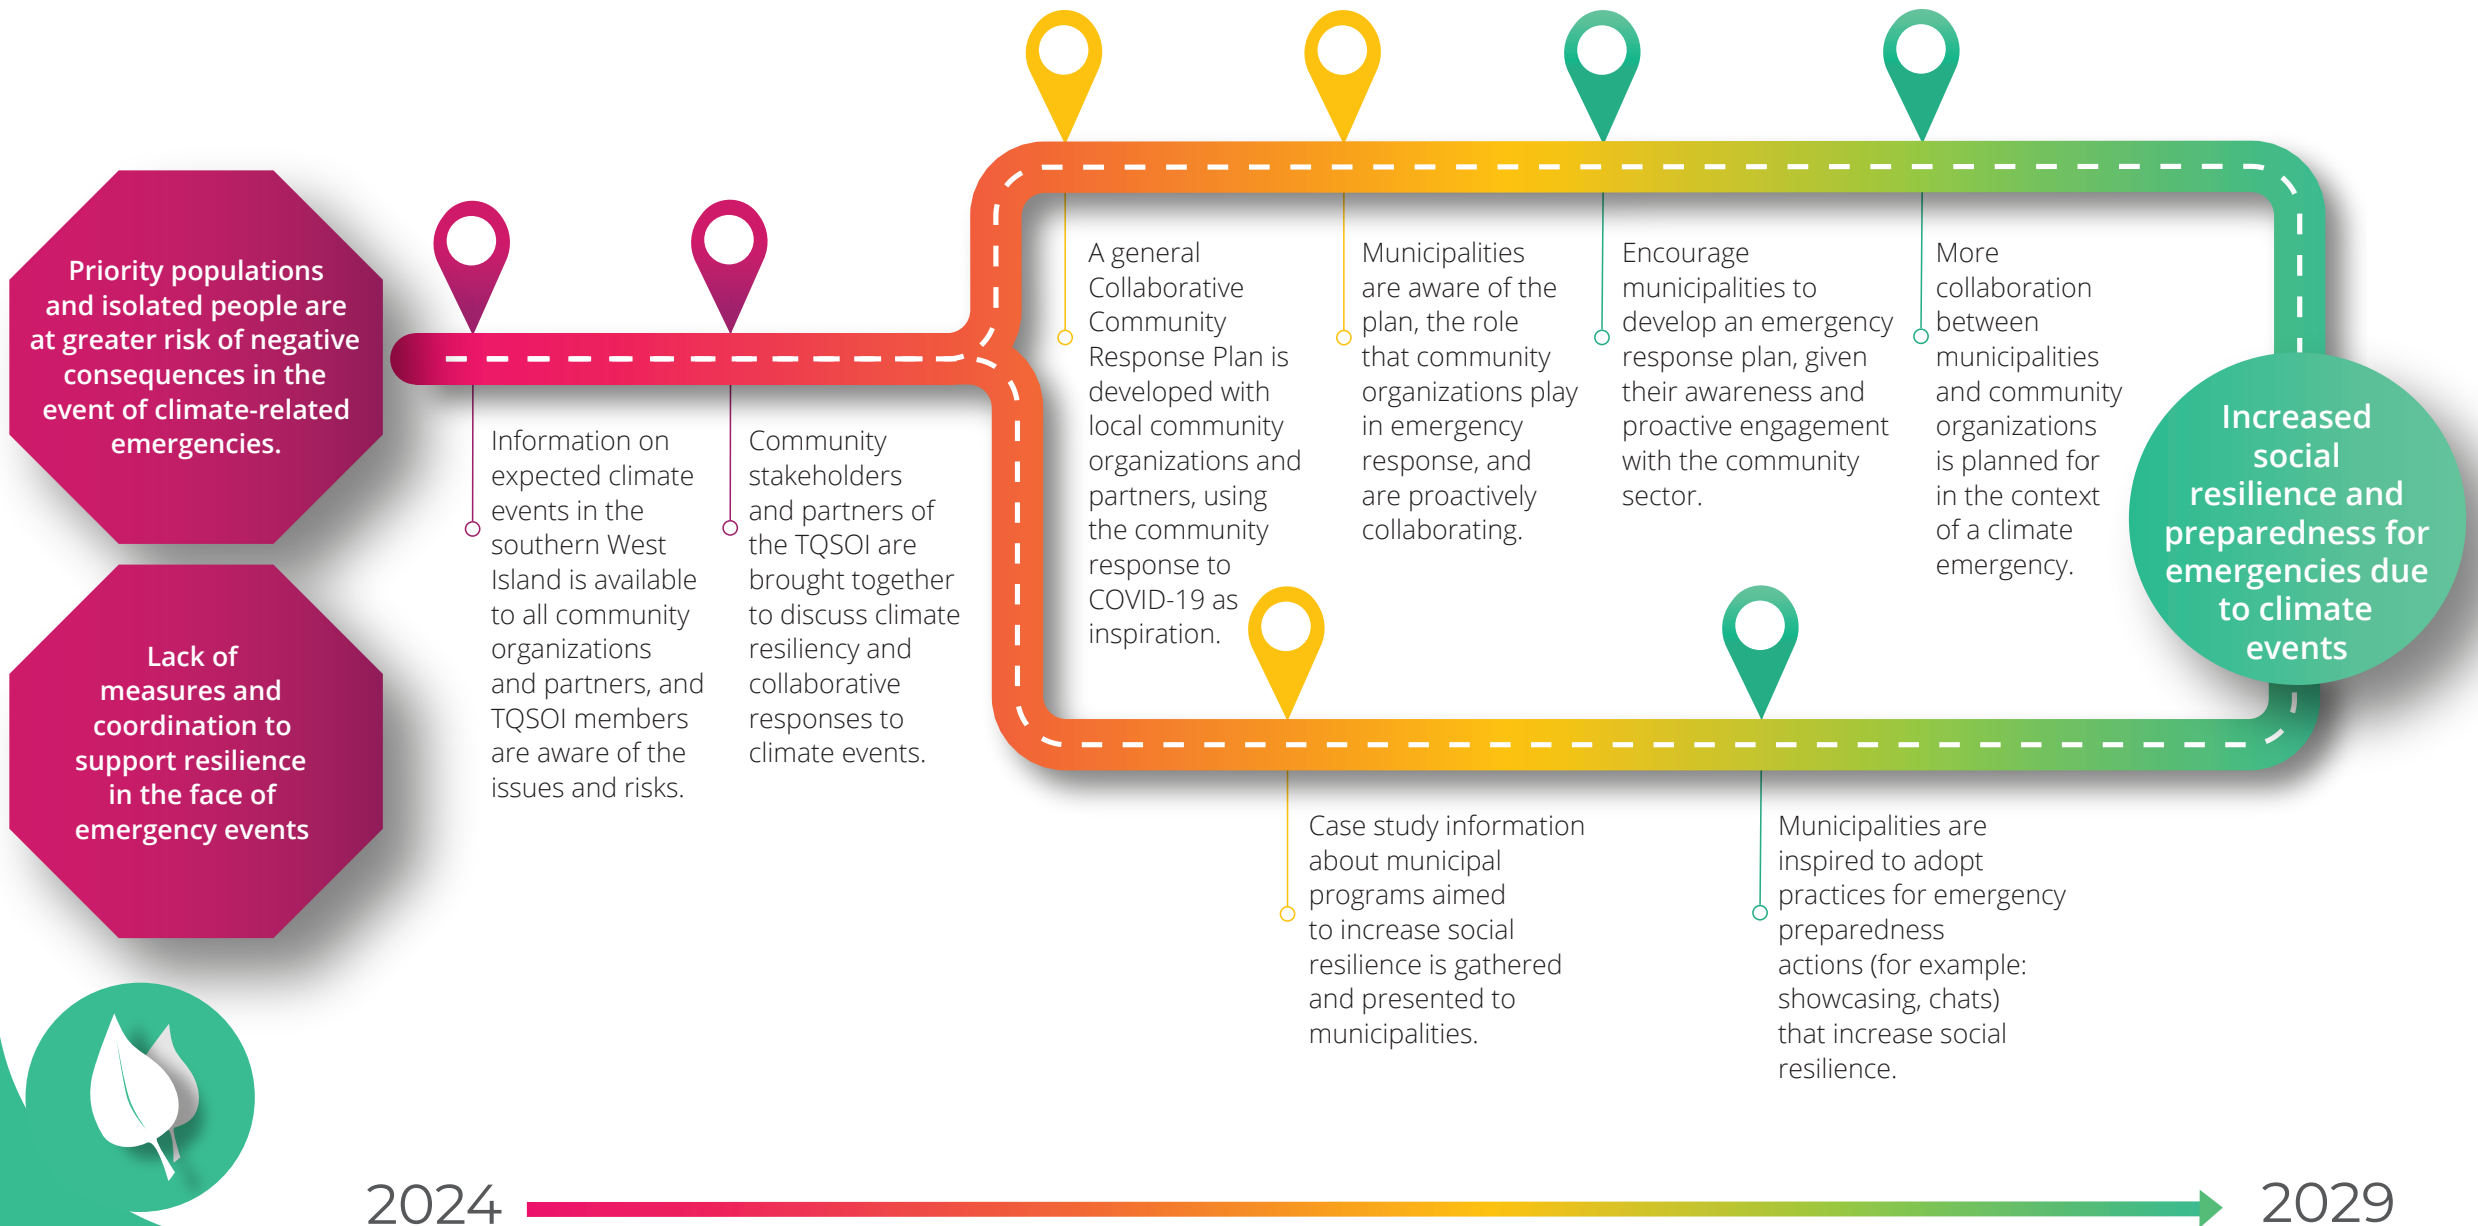 Priority populations
and isolated people are
at greater risk of negative
consequences in the
event of climate-related
emergencies.
Lack of
measures and
coordination to
support resilience
in the face of
emergency events
Information on
expected climate
events in the
southern West
Island is available
to all community
organizations
and partners, and
TQSOI members
are aware of the
issues and risks.
Community
stakeholders
and partners of
the TQSOI are
brought together
to discuss climate
resiliency and
collaborative
responses to
climate events.
A general
Collaborative
Community
Response Plan is
developed with
local community
organizations and
partners, using
the community
response to
COVID-19 as
inspiration.
Municipalities
are aware of the
plan, the role
that community
organizations play
in emergency
response, and
are proactively
collaborating.
Encourage
municipalities to
develop an emergency
response plan, given
their awareness and
proactive engagement
with the community
sector.
More
collaboration
between
municipalities
and community
organizations
is planned for
in the context
of a climate
emergency.
Case study information
about municipal
programs aimed
to increase social
resilience is gathered
and presented to
municipalities.
Municipalities are
inspired to adopt
practices for emergency
preparedness
actions (for example:
showcasing, chats)
that increase social
resilience.
Increased
social
resilience and
preparedness for
emergencies due
to climate
events
2024
2029